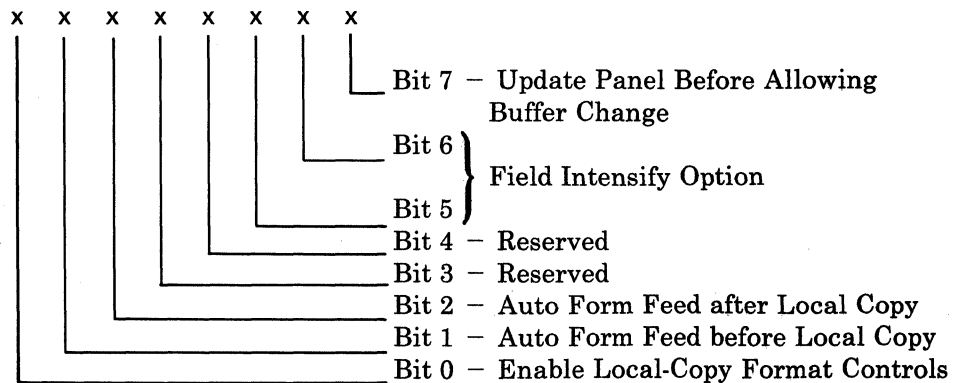 x x x x x x x x
Bit 7 — Update Panel Before Allowing
Buffer Change
Bit 6
Field Intensify Option
Bit 5
Bit 4 — Reserved
Bit 3 — Reserved
Bit 2 — Auto Form Feed after Local Copy
Bit 1 — Auto Form Feed before Local Copy
Bit 0 — Enable Local-Copy Format Controls